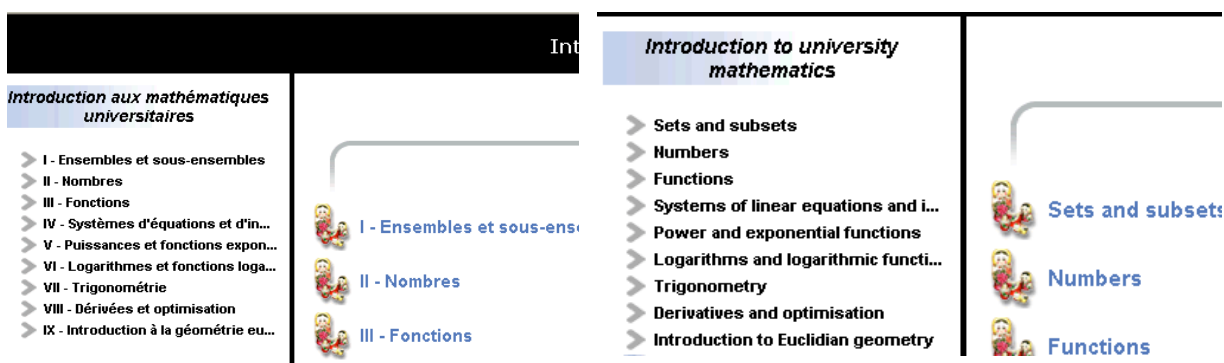 Int
Introduction aux mathématiques
universitaires
I - Ensembles et sous-ensembles
II - Nombres
III - Fonctions
IV - Systèmes d'équations et d'in...
V - Puissances et fonctions expon...
VI - Logarithmes et fonctions loga...
VII - Trigonométrie
VIII - Dérivées et optimisation
IX - Introduction à la géométrie eu...
I - Ensembles et sous-ense
II - Nombres
III - Fonctions
Introduction to university
mathematics
Sets and subsets
Numbers
Functions
Systems of linear equations and i...
Power and exponential functions
Logarithms and logarithmic functi...
Trigonometry
Derivatives and optimisation
Introduction to Euclidian geometry
Sets and subsets
Numbers
Functions